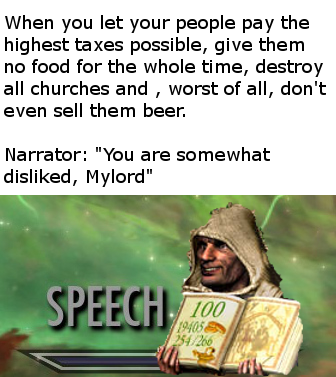 When you let your people pay the
highest taxes possible, give them
no food for the whole time, destroy
all churches and , worst of all, don't
even sell them beer.
Narrator: "You are somewhat
disliked, Mylord"
SPEECH
100
19405
254/266